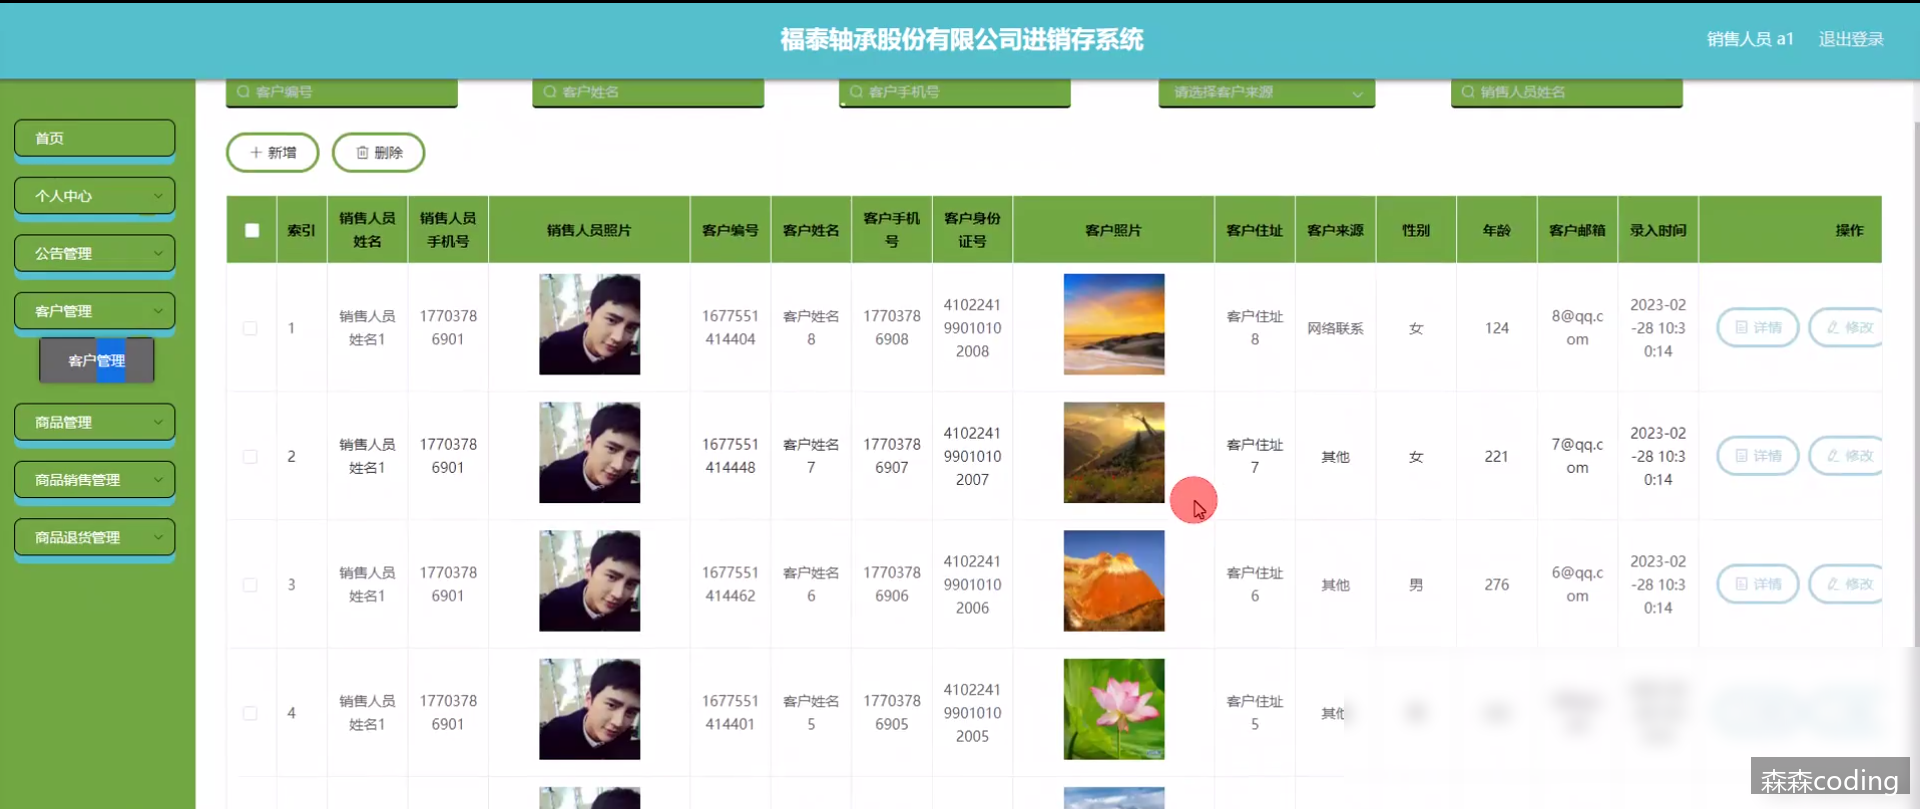 福泰轴承股份有限公司进销存系统
销售人员 a1 退出登录
客户编号 客户姓名 客户手机号 请选择客户来源 销售人员姓名
首页
个人中心
公告管理
客户管理
客户管理
商品管理
商品销售管理
商品退货管理
新增 删除
索引 销售人员姓名 销售人员手机号 销售人员照片 客户编号 客户姓名 客户手机号 客户身份证号 客户照片 客户住址 客户来源 性别 年龄 客户邮箱 录入时间 操作
1 销售人员姓名1 17703786901 1677551414404 客户姓名8 17703786908 410224199010102008 客户住址8 网络联系 女 124 8@qq.com 2023-02-28 10:30:14 详情 修改
2 销售人员姓名1 17703786901 1677551414448 客户姓名7 17703786907 410224199010102007 客户住址7 其他 女 221 7@qq.com 2023-02-28 10:30:14 详情 修改
3 销售人员姓名1 17703786901 1677551414462 客户姓名6 17703786906 410224199010102006 客户住址6 其他 男 276 6@qq.com 2023-02-28 10:30:14 详情 修改
4 销售人员姓名1 17703786901 1677551414401 客户姓名5 17703786905 410224199010102005 客户住址5 其他
森森coding